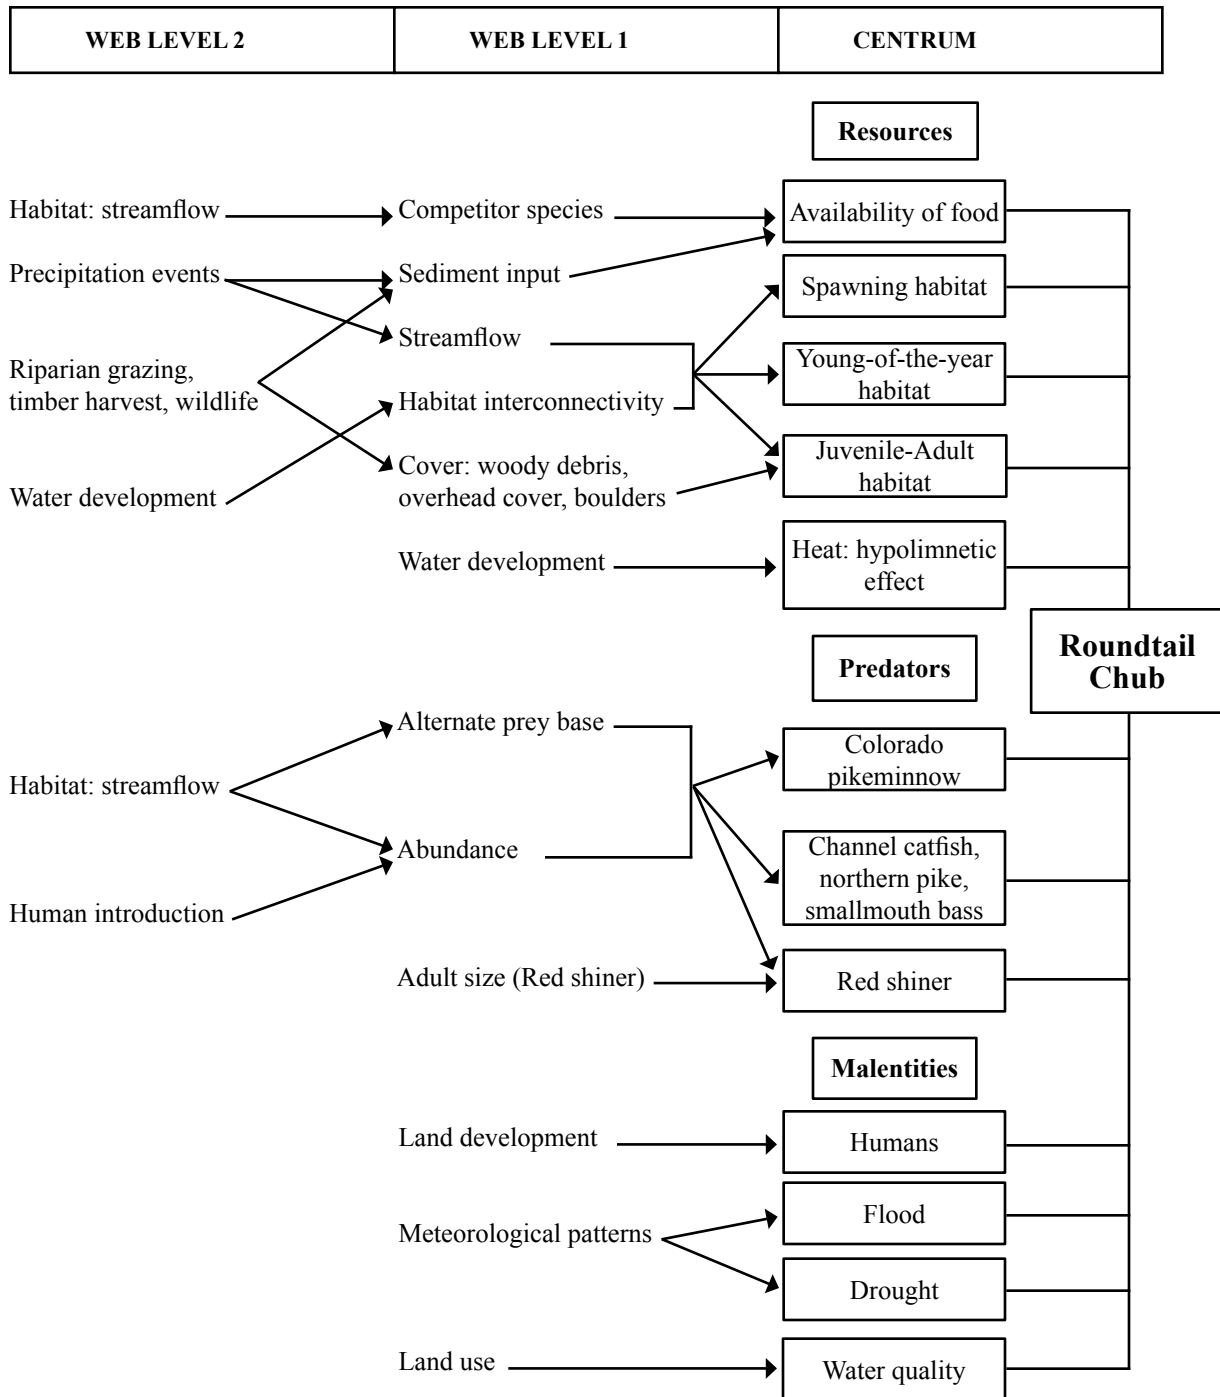 WEB LEVEL 2
WEB LEVEL 1
CENTRUM
Resources
Habitat: streamflow
Competitor species
Availability of food
Precipitation events
Sediment input
Spawning habitat
Streamflow
Riparian grazing,
timber harvest, wildlife
Young-of-the-year
habitat
Habitat interconnectivity
Water development
Cover: woody debris,
overhead cover, boulders
Juvenile-Adult
habitat
Water development
Heat: hypolimnetic
effect
Roundtail
Chub
Predators
Habitat: streamflow
Alternate prey base
Colorado
pikeminnow
Abundance
Channel catfish,
northern pike,
smallmouth bass
Human introduction
Adult size (Red shiner)
Red shiner
Malentities
Land development
Humans
Meteorological patterns
Flood
Drought
Land use
Water quality